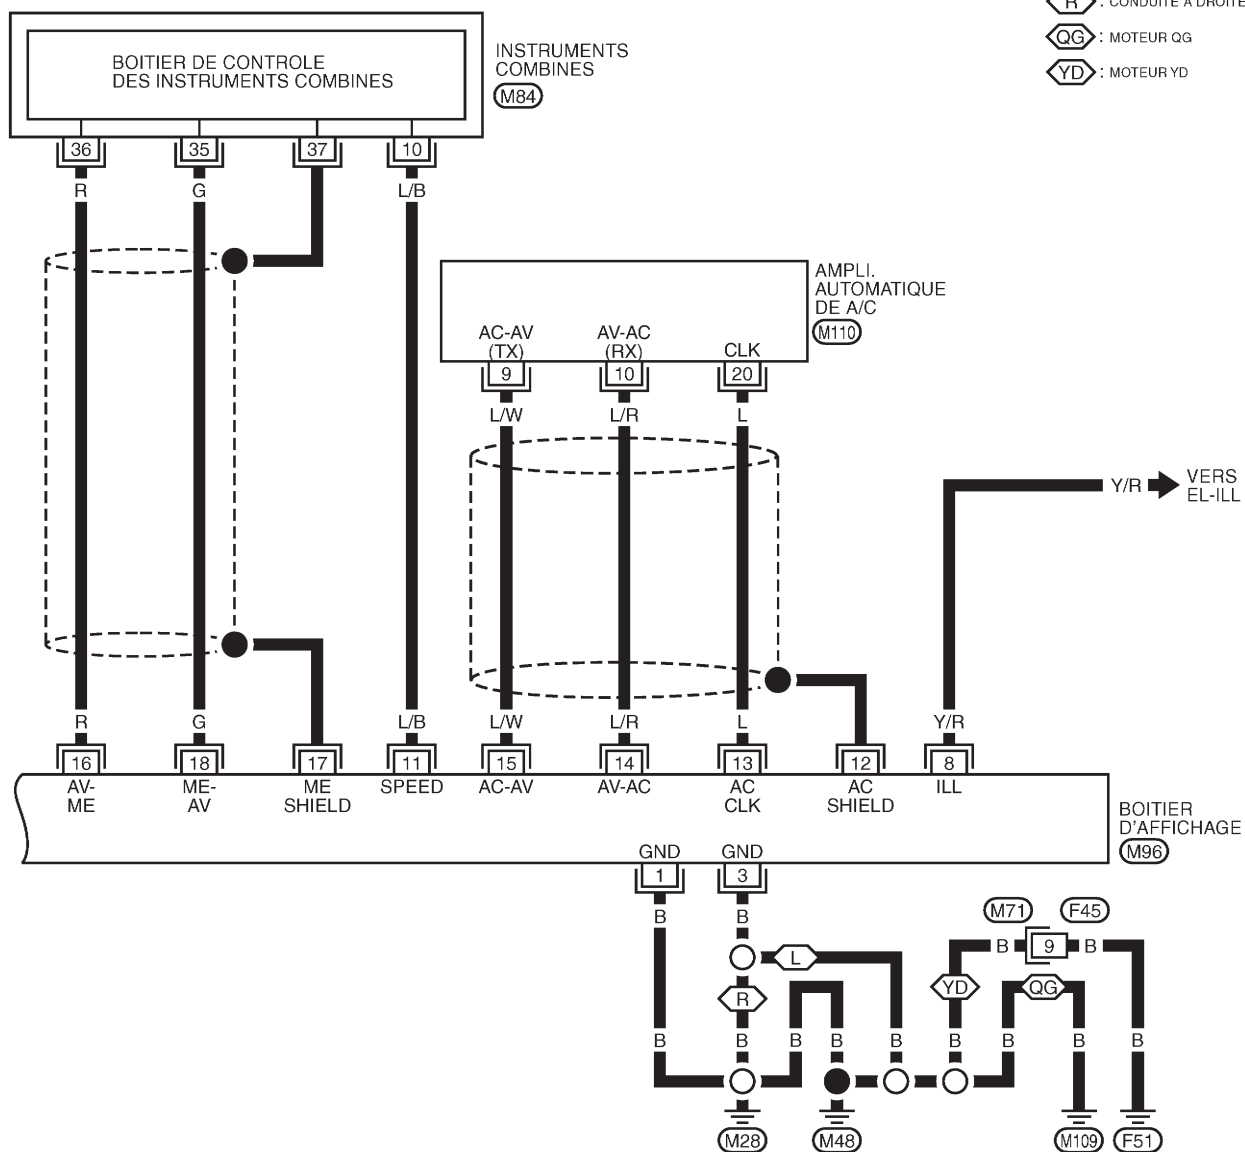 R : CONDUITE A DROITE
QG : MOTEUR QG
YD : MOTEUR YD
BOITIER DE CONTROLE
DES INSTRUMENTS COMBINES
INSTRUMENTS
COMBINES
M84
36 35 37 10
R G L/B
AMPLI.
AUTOMATIQUE
DE A/C
M110
AC-AV
(TX)
AV-AC
(RX)
CLK
9 10 20
L/W L/R L
Y/R
VERS
EL-ILL
R G L/B L/W L/R L Y/R
16 18 17 11 15 14 13 12 8
AV-
ME
ME-
AV
ME
SHIELD
SPEED
AC-AV
AV-AC
AC
CLK
AC
SHIELD
ILL
BOITIER
D'AFFICHAGE
M96
GND GND
1 3
B B
M71 F45
B 9 B
L
R
YD
QG
B B B B B B B B B
M28 M48 M109 F51